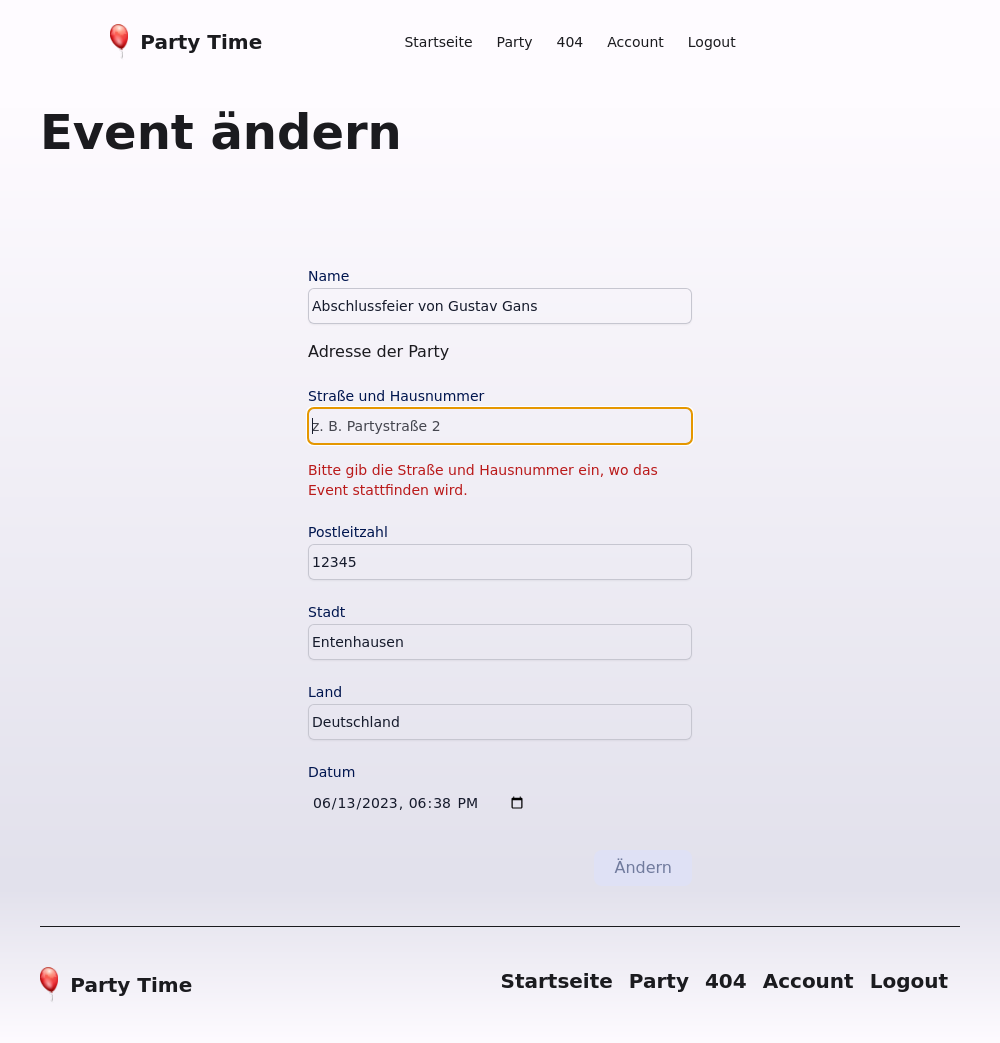 Party Time
Startseite Party 404 Account Logout
Event ändern
Name
Abschlussfeier von Gustav Gans
Adresse der Party
Straße und Hausnummer
z. B. Partystraße 2
Bitte gib die Straße und Hausnummer ein, wo das
Event stattfinden wird.
Postleitzahl
12345
Stadt
Entenhausen
Land
Deutschland
Datum
06/13/2023, 06:38 PM
Ändern
Party Time
Startseite Party 404 Account Logout